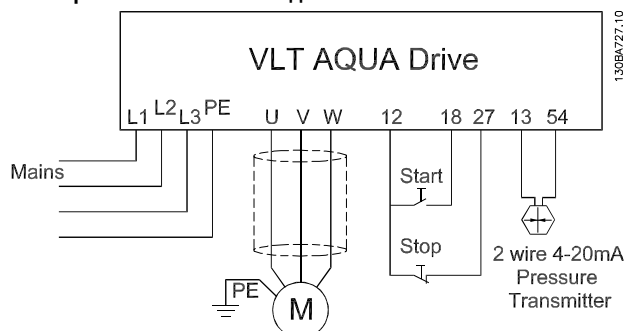 130BA727.10
VLT AQUA Drive
L1 L2 L3 PE U V W 12 18 27 13 54
Mains
Start
Stop
PE
M
2 wire 4-20mA
Pressure
Transmitter